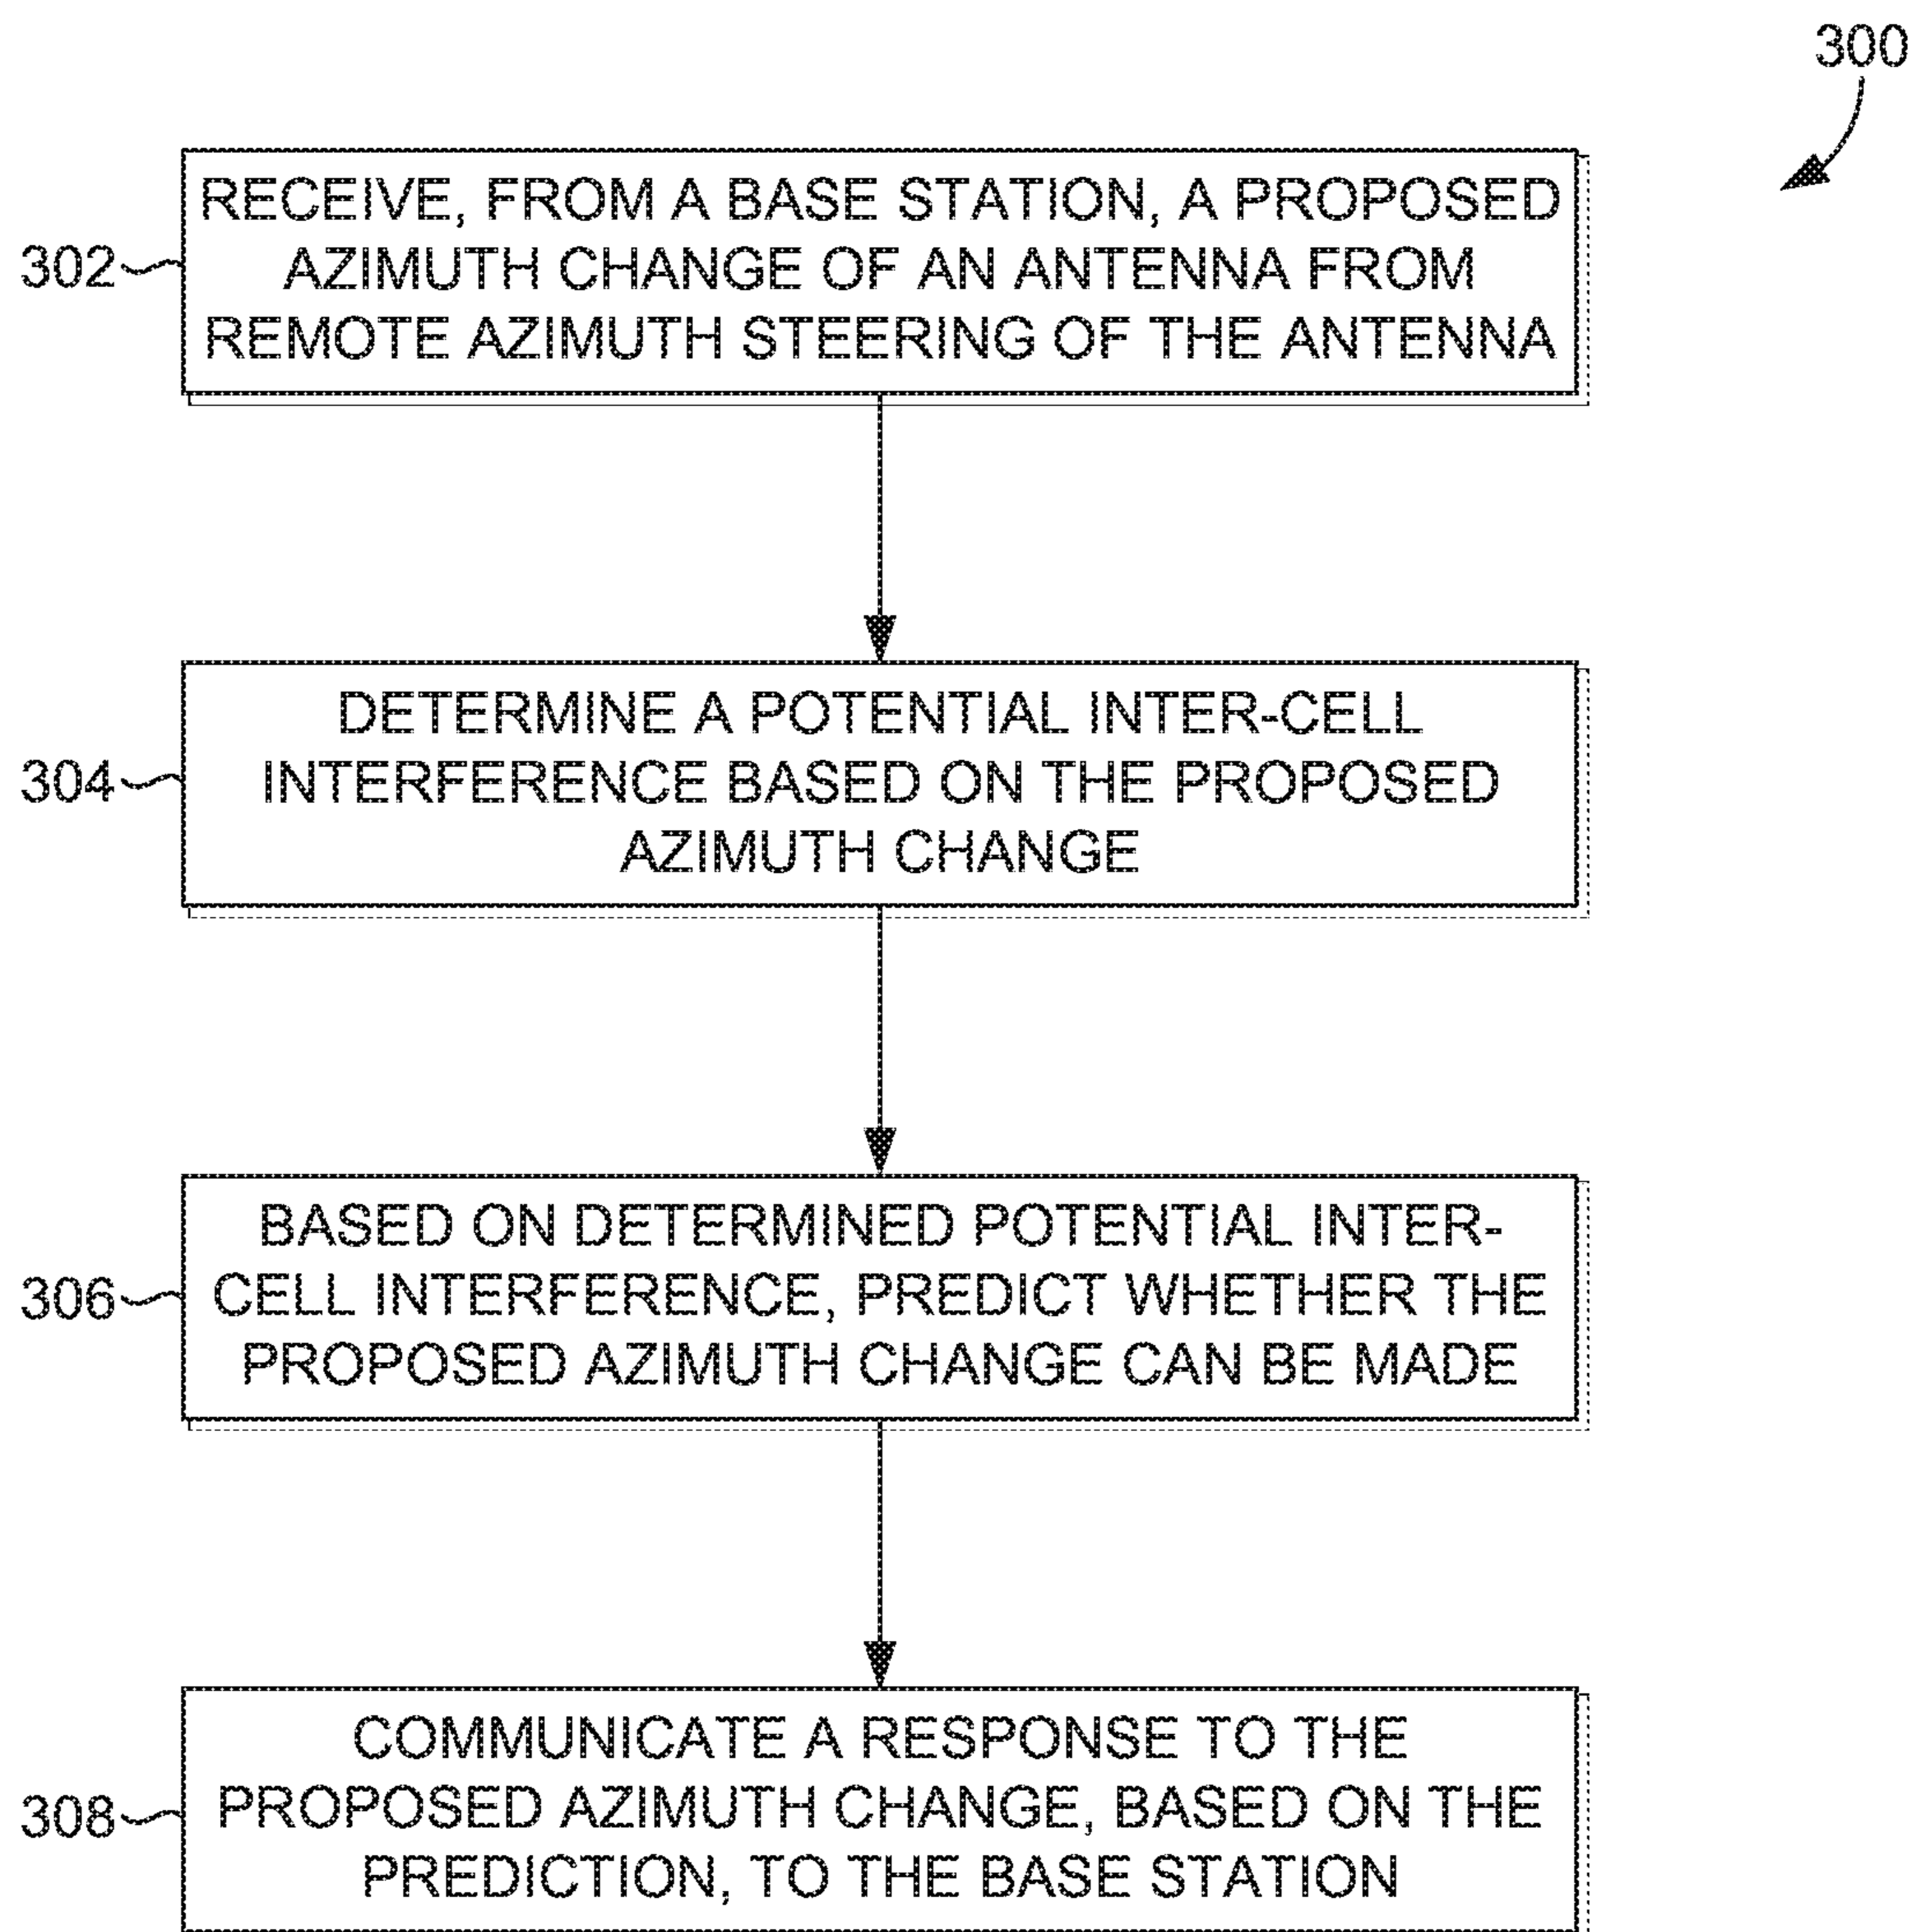 300
302
RECEIVE, FROM A BASE STATION, A PROPOSED
AZIMUTH CHANGE OF AN ANTENNA FROM
REMOTE AZIMUTH STEERING OF THE ANTENNA
304
DETERMINE A POTENTIAL INTER-CELL
INTERFERENCE BASED ON THE PROPOSED
AZIMUTH CHANGE
306
BASED ON DETERMINED POTENTIAL INTER-
CELL INTERFERENCE, PREDICT WHETHER THE
PROPOSED AZIMUTH CHANGE CAN BE MADE
308
COMMUNICATE A RESPONSE TO THE
PROPOSED AZIMUTH CHANGE, BASED ON THE
PREDICTION, TO THE BASE STATION